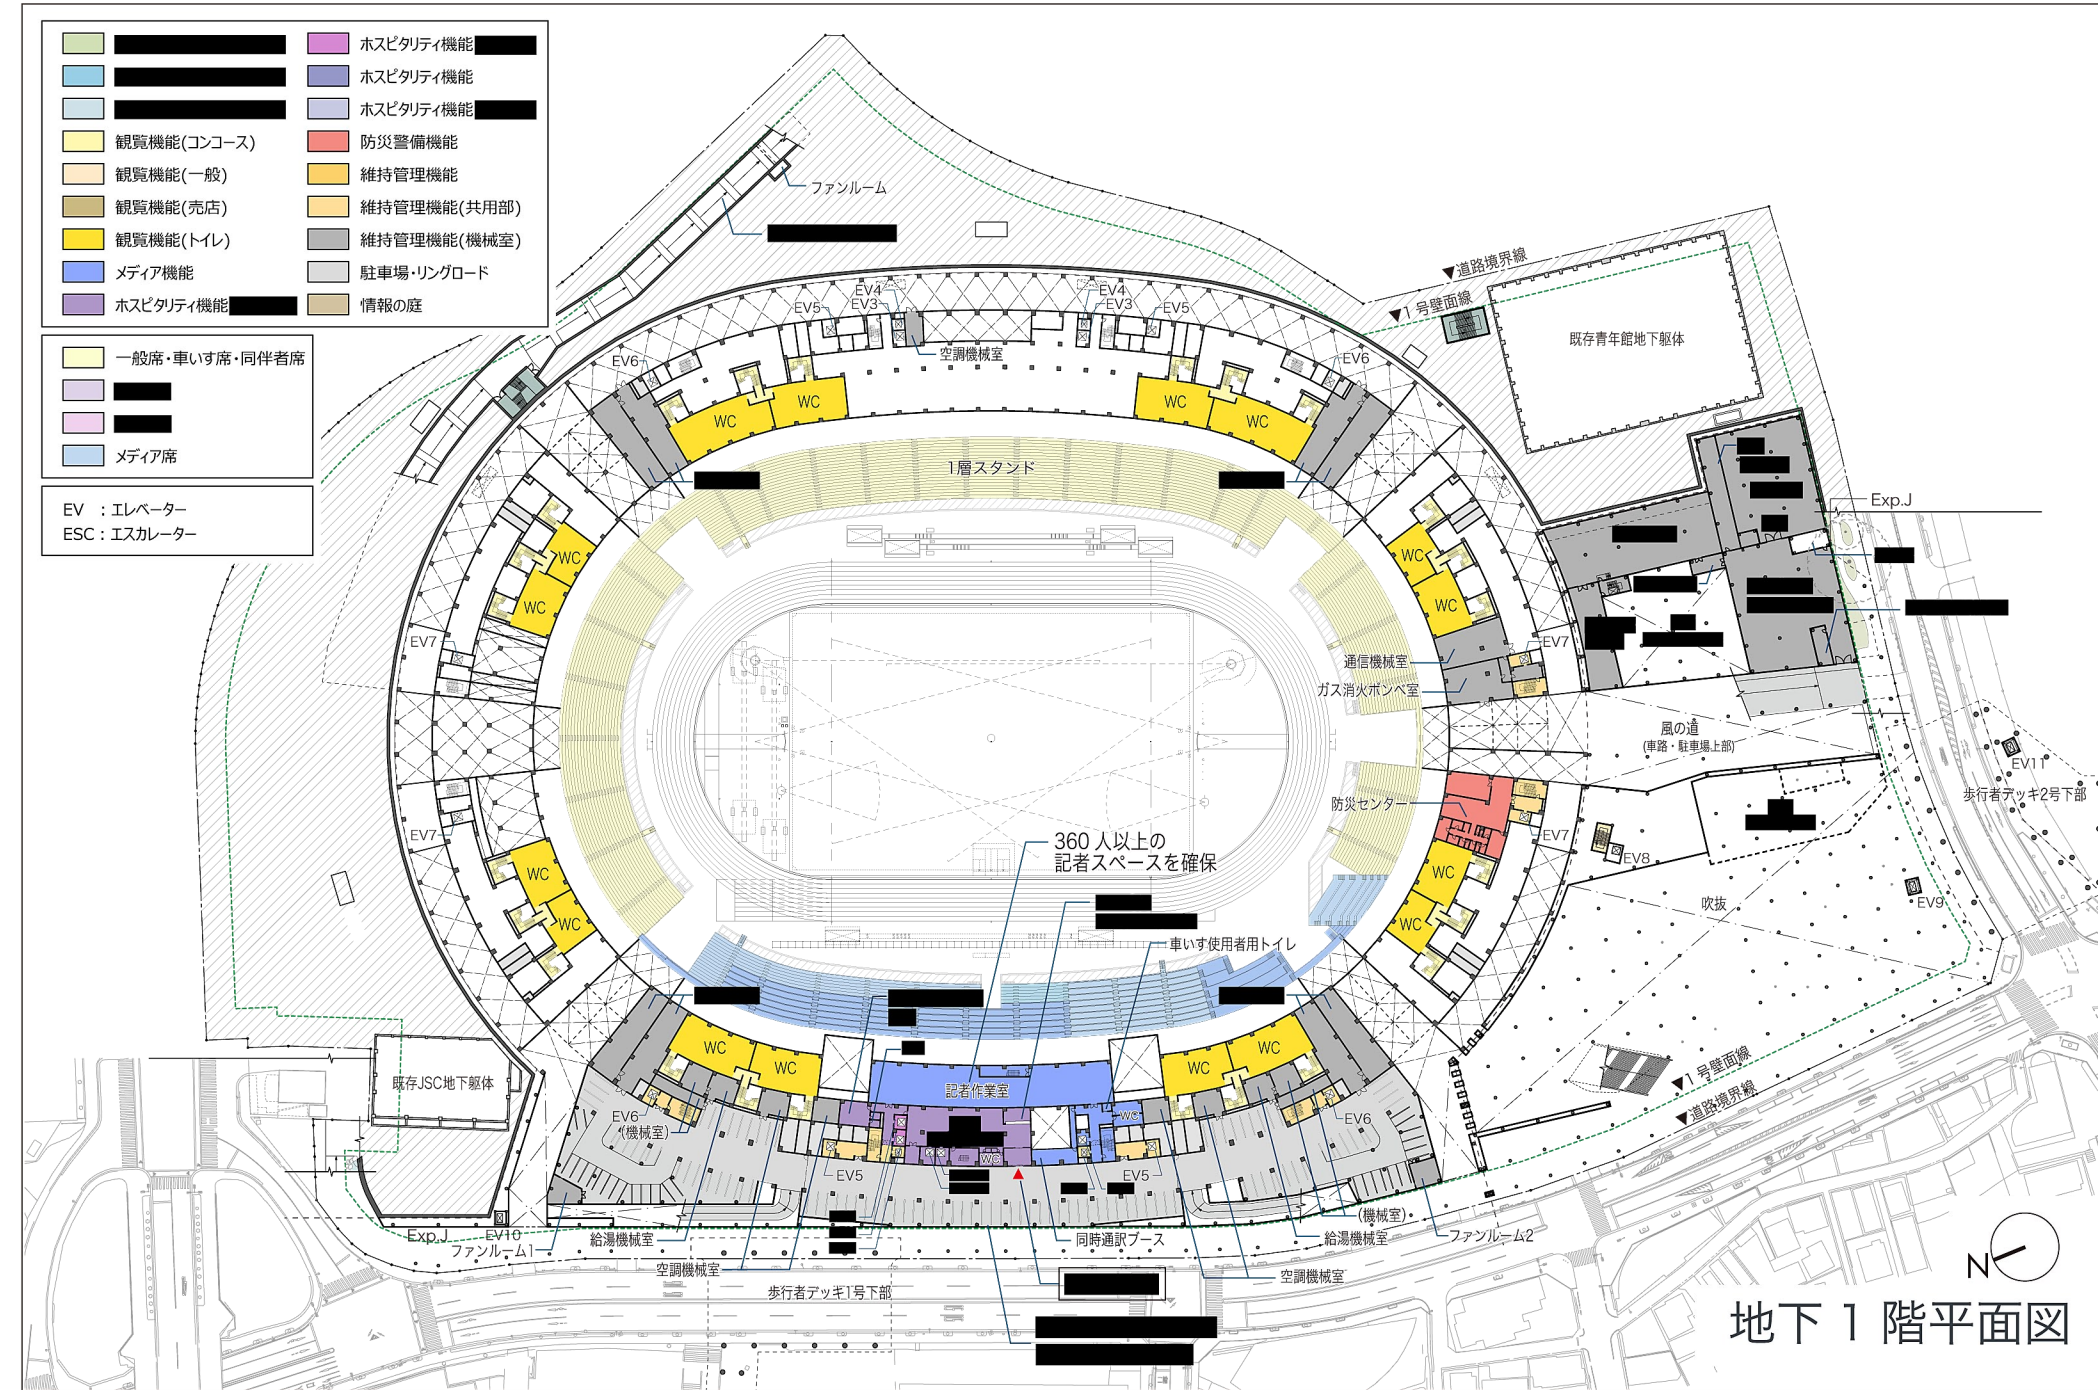 ホスピタリティ機能
ホスピタリティ機能
ホスピタリティ機能
観覧機能(コンコース)
防災警備機能
観覧機能(一般)
維持管理機能
観覧機能(売店)
維持管理機能(共用部)
観覧機能(トイレ)
維持管理機能(機械室)
メディア機能
駐車場・リングロード
ホスピタリティ機能
情報の庭
一般席・車いす席・同伴者席
メディア席
EV ：エレベーター
ESC：エスカレーター
ファンルーム
▼道路境界線
▼1号壁面線
既存青年館地下躯体
EV4
EV3
EV5
EV4
EV3
EV5
空調機械室
EV6
EV6
WC
WC
WC
WC
1層スタンド
Exp.J
WC
WC
WC
WC
EV7
EV7
通信機械室
ガス消火ボンベ室
風の道
(車路・駐車場上部)
EV11
歩行者デッキ2号下部
防災センター
EV7
EV7
EV8
EV9
吹抜
360人以上の
記者スペースを確保
WC
WC
WC
WC
車いす使用者用トイレ
WC
WC
WC
WC
記者作業室
既存JSC地下躯体
▼1号壁面線
▼道路境界線
EV6
(機械室)
WC
EV6
WC
EV5
EV5
Exp.J
EV10
ファンルーム1
給湯機械室
空調機械室
同時通訳ブース
(機械室)
給湯機械室
ファンルーム2
空調機械室
歩行者デッキ1号下部
N
地下1階平面図